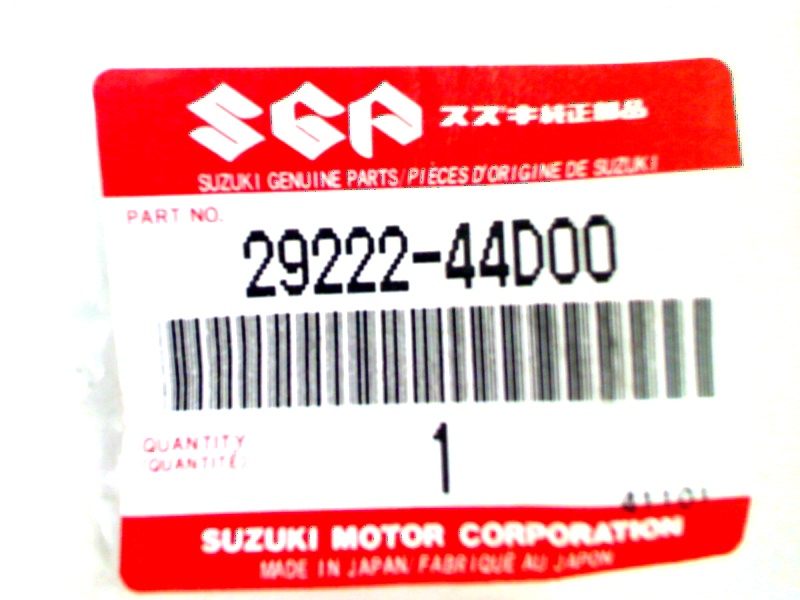 SGP スズキ純正部品
SUZUKI GENUINE PARTS/PIÈCES D'ORIGINE DE SUZUKI
PART NO.
29222-44D00
QUANTITY
(QUANTITÉ)
1
41101
SUZUKI MOTOR CORPORATION
MADE IN JAPAN/FABRIQUÉ AU JAPON